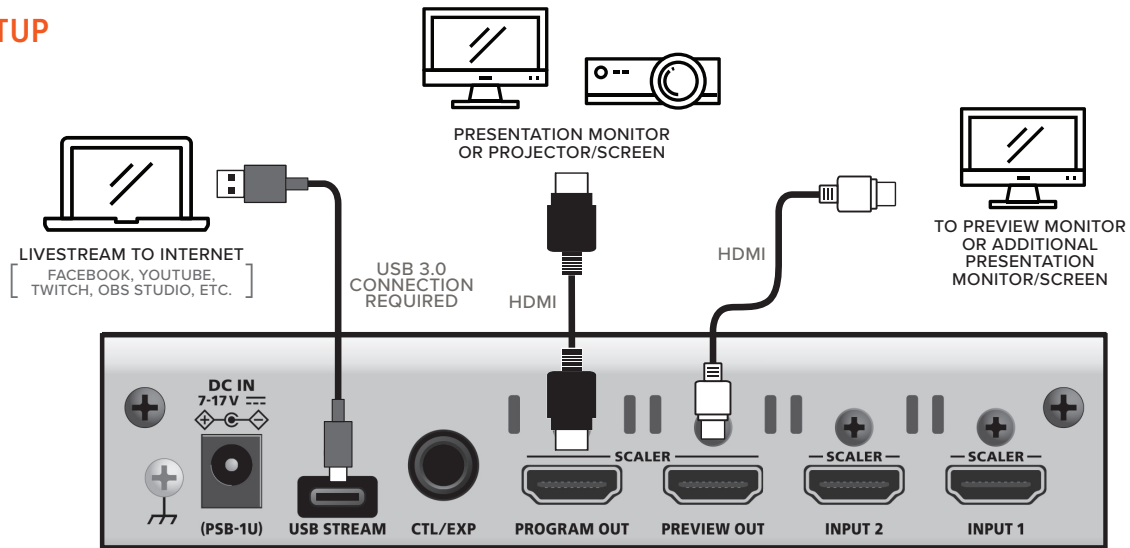 TUP
PRESENTATION MONITOR
OR PROJECTOR/SCREEN
LIVESTREAM TO INTERNET
FACEBOOK, YOUTUBE,
TWITCH, OBS STUDIO, ETC.
USB 3.0
CONNECTION
REQUIRED
HDMI
HDMI
TO PREVIEW MONITOR
OR ADDITIONAL
PRESENTATION
MONITOR/SCREEN
DC IN
7-17 V
SCALER
SCALER
SCALER
(PSB-1U)
USB STREAM
CTL/EXP
PROGRAM OUT
PREVIEW OUT
INPUT 2
INPUT 1